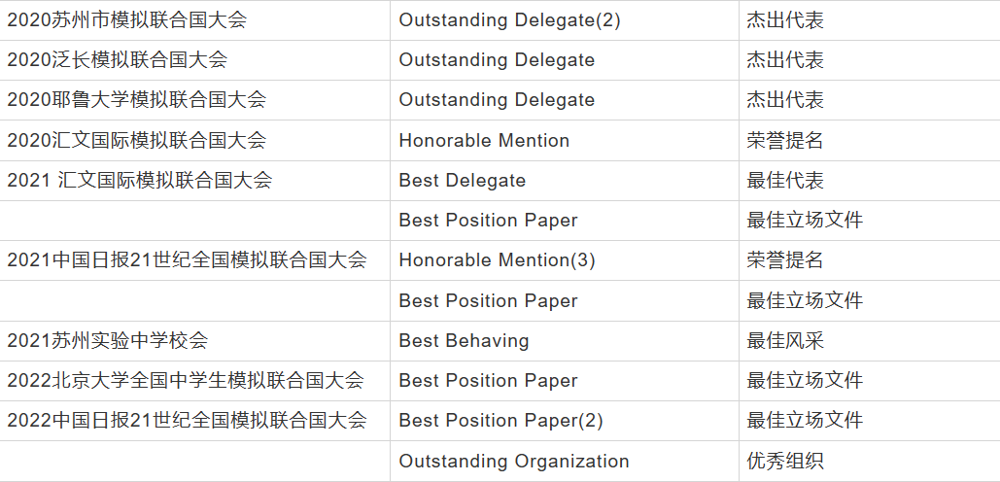 2020苏州市模拟联合国大会 Outstanding Delegate(2) 杰出代表
2020泛长模拟联合国大会 Outstanding Delegate 杰出代表
2020耶鲁大学模拟联合国大会 Outstanding Delegate 杰出代表
2020汇文国际模拟联合国大会 Honorable Mention 荣誉提名
2021 汇文国际模拟联合国大会 Best Delegate 最佳代表
Best Position Paper 最佳立场文件
2021中国日报21世纪全国模拟联合国大会 Honorable Mention(3) 荣誉提名
Best Position Paper 最佳立场文件
2021苏州实验中学校会 Best Behaving 最佳风采
2022北京大学全国中学生模拟联合国大会 Best Position Paper 最佳立场文件
2022中国日报21世纪全国模拟联合国大会 Best Position Paper(2) 最佳立场文件
Outstanding Organization 优秀组织